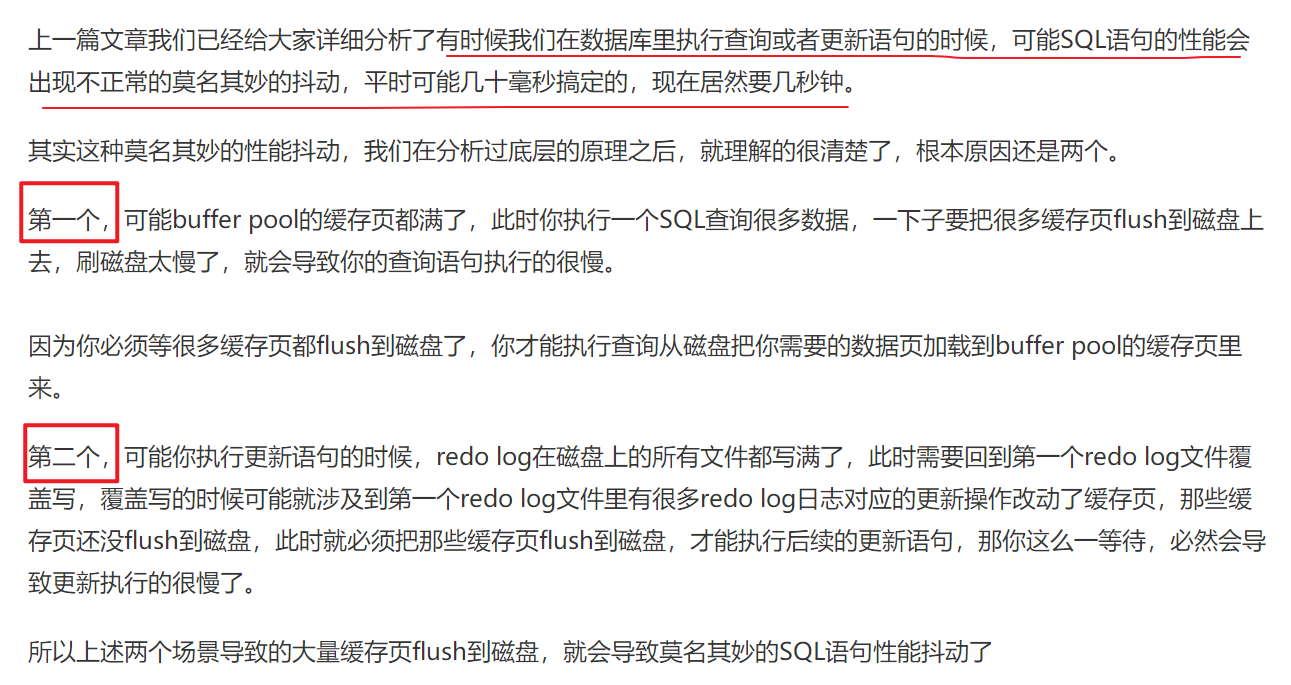 上一篇文章我们已经给大家详细分析了有时候我们在数据库里执行查询或者更新语句的时候，可能SQL语句的性能会
出现不正常的莫名其妙的抖动，平时可能几十毫秒搞定的，现在居然要几秒钟。
其实这种莫名其妙的性能抖动，我们在分析过底层的原理之后，就理解的很清楚了，根本原因还是两个。
第一个，可能buffer pool的缓存页都满了，此时你执行一个SQL查询很多数据，一下子要把很多缓存页flush到磁盘上
去，刷磁盘太慢了，就会导致你的查询语句执行的很慢。
因为你必须等很多缓存页都flush到磁盘了，你才能执行查询从磁盘把你需要的数据页加载到buffer pool的缓存页里
来。
第二个，可能你执行更新语句的时候，redo log在磁盘上的所有文件都写满了，此时需要回到第一个redo log文件覆
盖写，覆盖写的时候可能就涉及到第一个redo log文件里有很多redo log日志对应的更新操作改动了缓存页，那些缓
存页还没flush到磁盘，此时就必须把那些缓存页flush到磁盘，才能执行后续的更新语句，那你这么一等待，必然会导
致更新执行的很慢了。
所以上述两个场景导致的大量缓存页flush到磁盘，就会导致莫名其妙的SQL语句性能抖动了